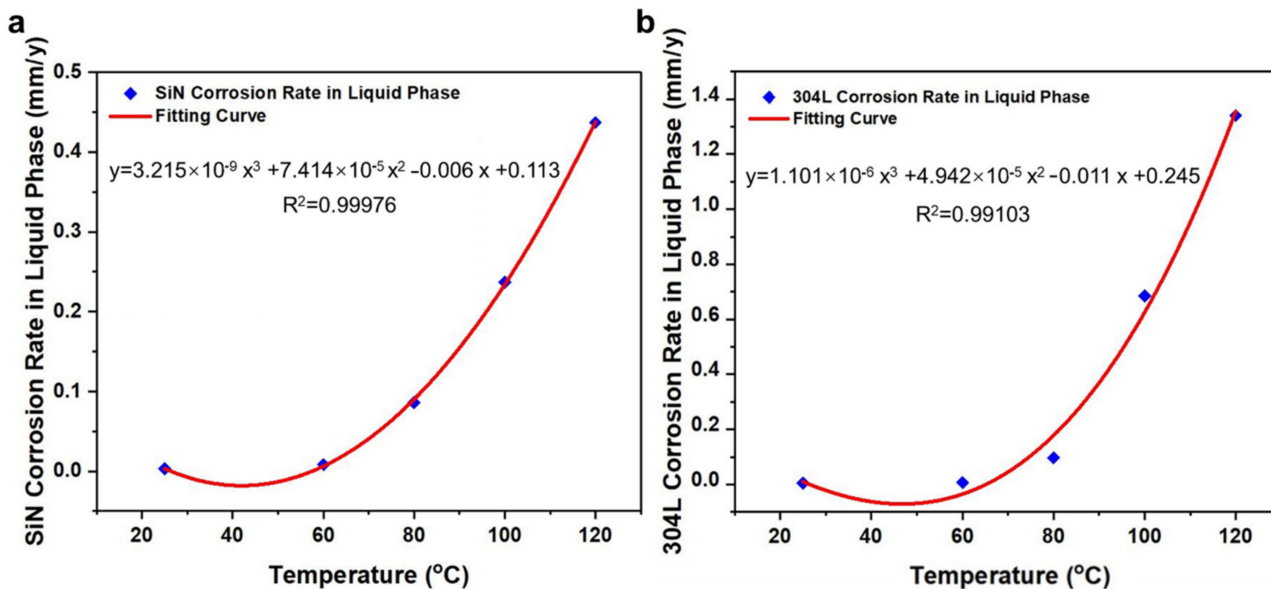 a
SiN Corrosion Rate in Liquid Phase (mm/y)
0.5
0.4
0.3
0.2
0.1
0.0
SiN Corrosion Rate in Liquid Phase
Fitting Curve
y=3.215×10⁻⁹ x³ +7.414×10⁻⁵ x² –0.006 x +0.113
R²=0.99976
20 40 60 80 100 120
Temperature (°C)
b
304L Corrosion Rate in Liquid Phase (mm/y)
1.4
1.2
1.0
0.8
0.6
0.4
0.2
0.0
304L Corrosion Rate in Liquid Phase
Fitting Curve
y=1.101×10⁻⁶ x³ +4.942×10⁻⁵ x² –0.011 x +0.245
R²=0.99103
20 40 60 80 100 120
Temperature (°C)